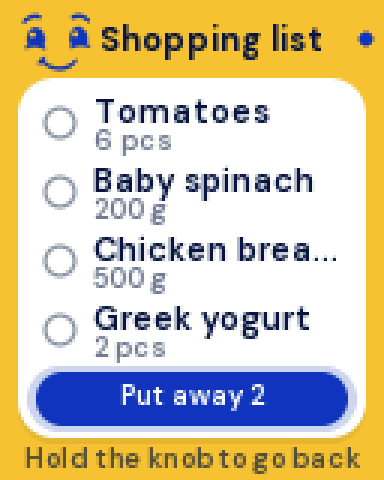 Shopping list
Tomatoes
6 pcs
Baby spinach
200 g
Chicken brea...
500 g
Greek yogurt
2 pcs
Put away 2
Hold the knob to go back